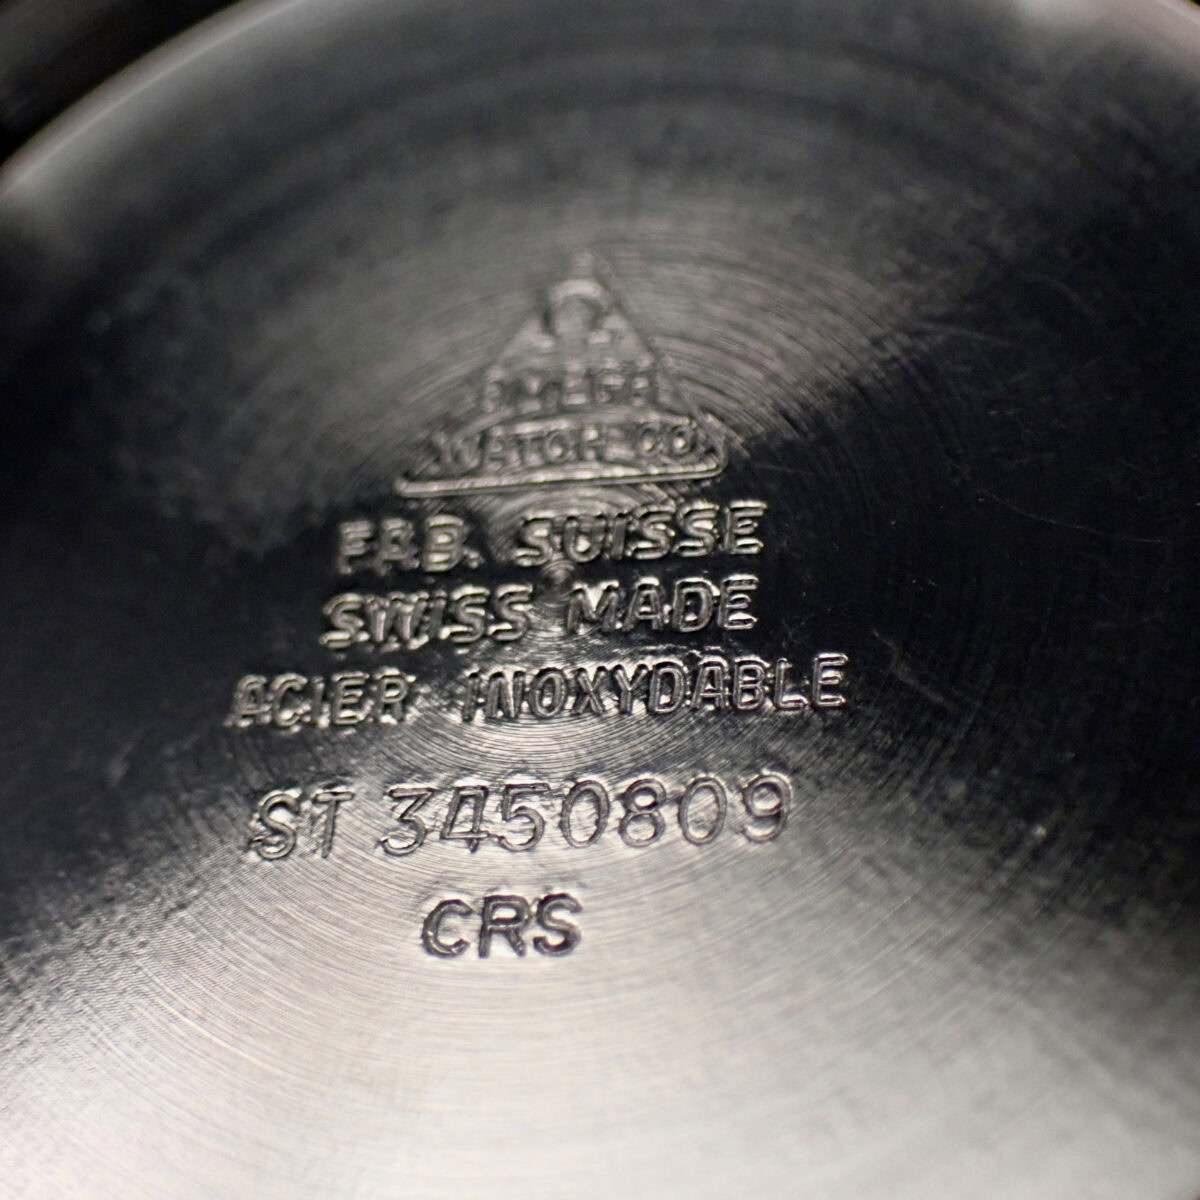 Ω
OMEGA
WATCH CO
FAB. SUISSE
SWISS MADE
ACIER INOXYDABLE
ST 3450809
CRS